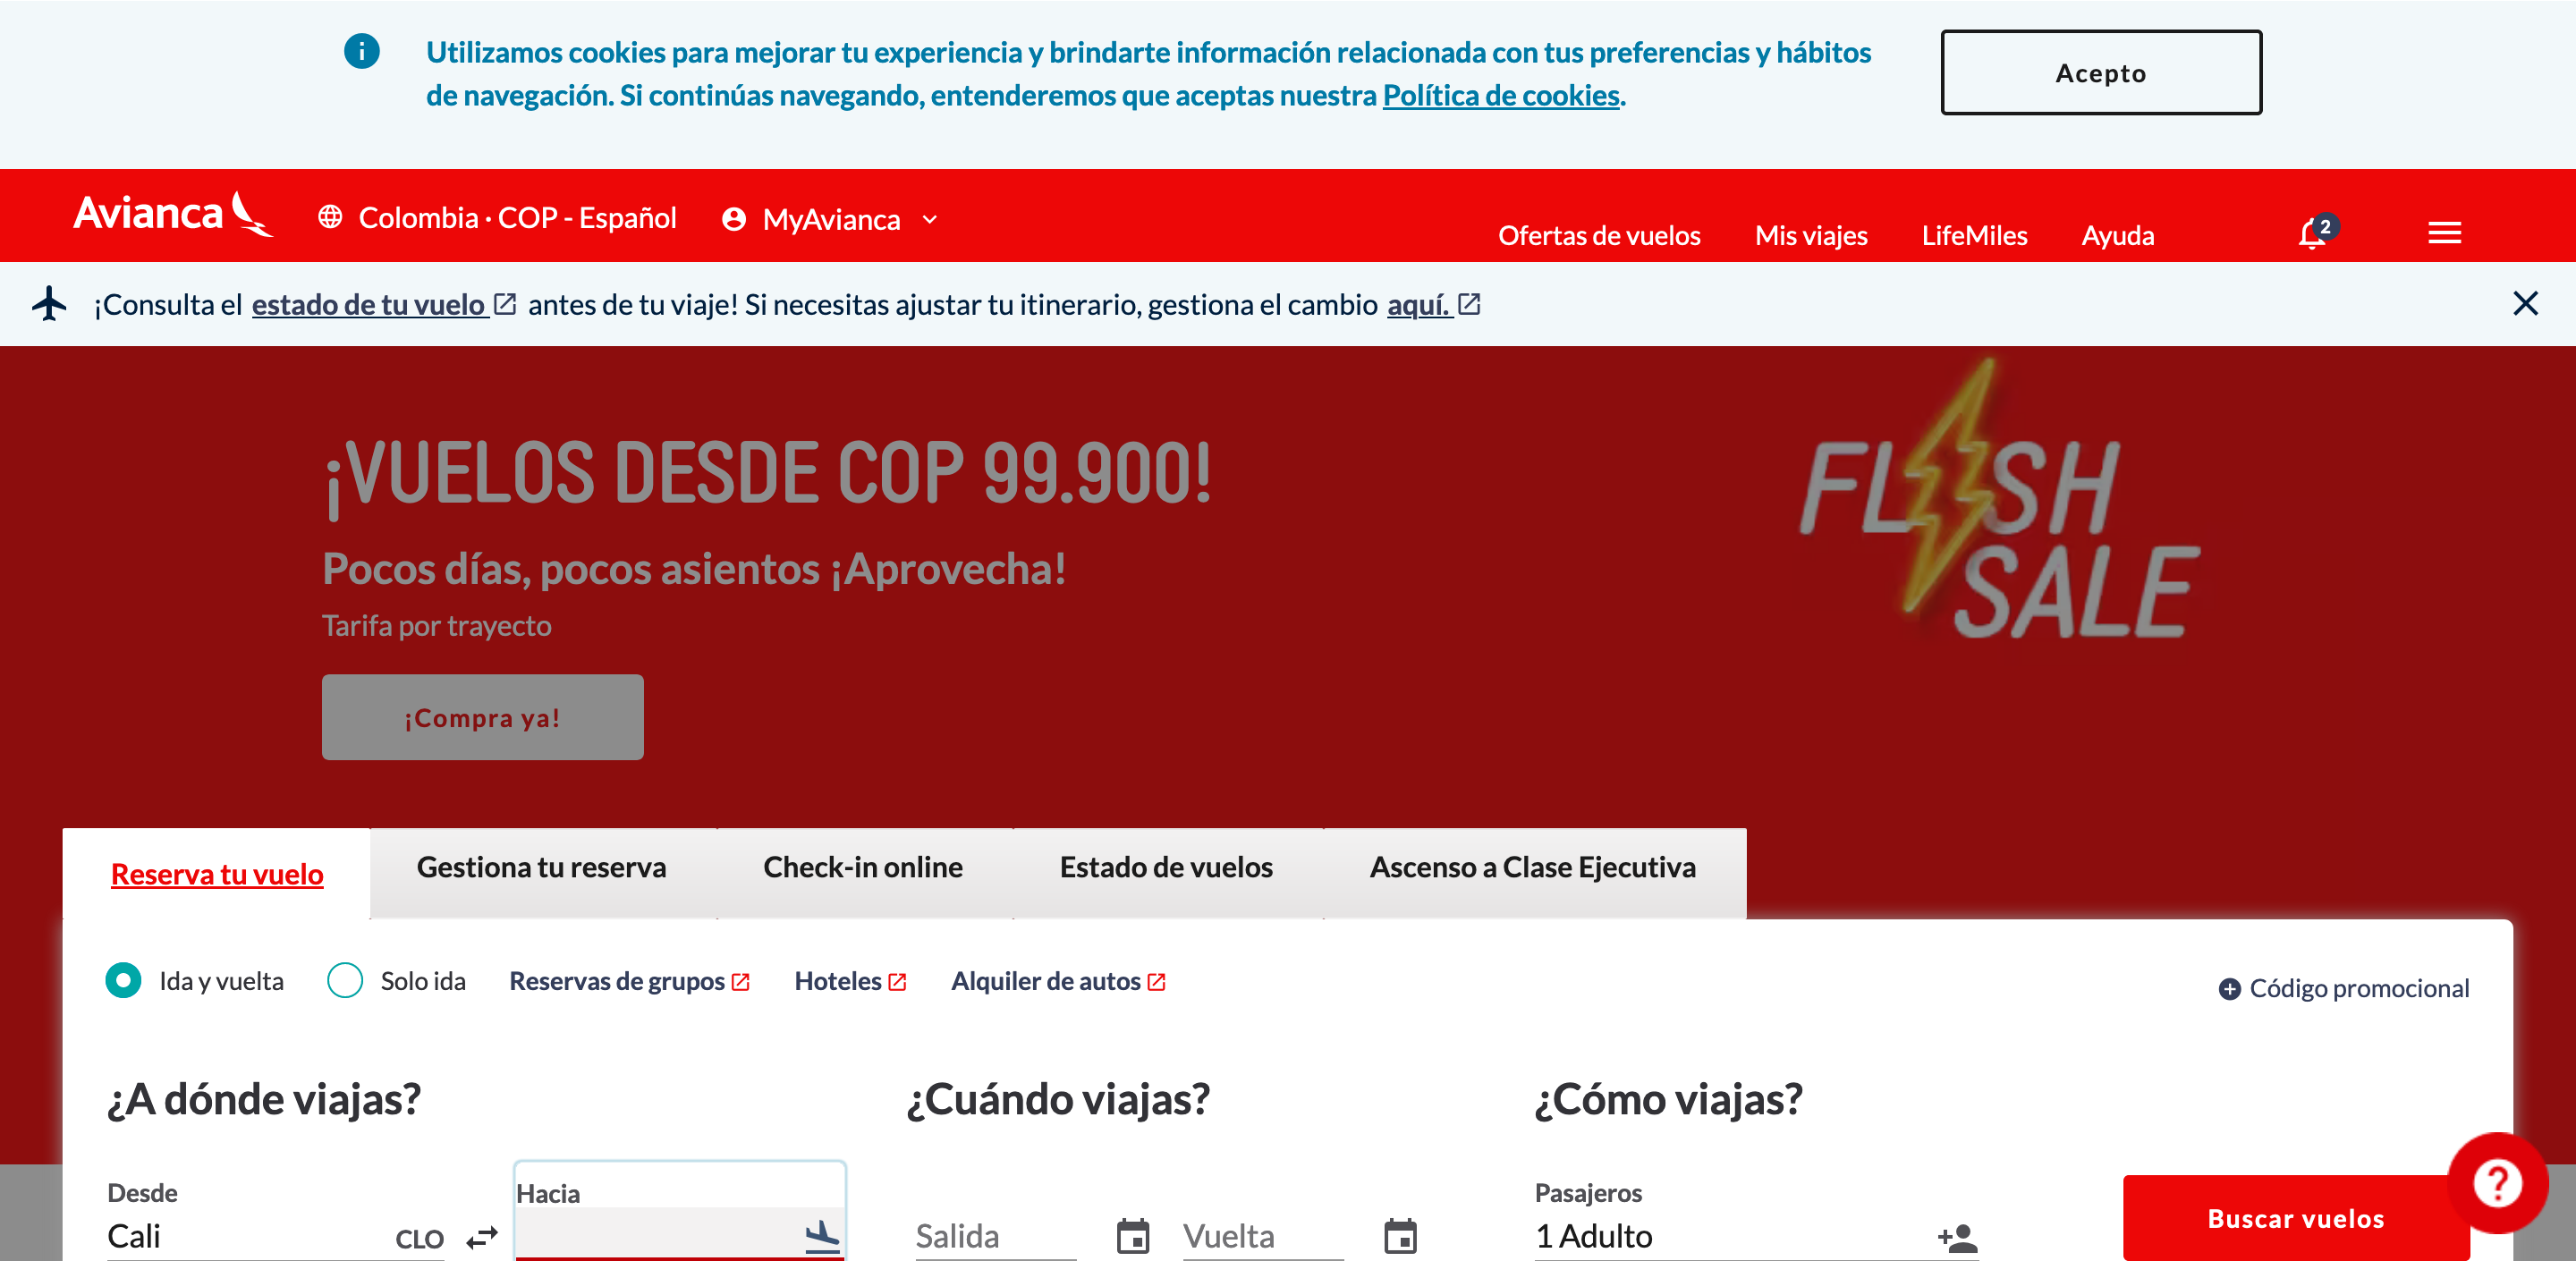 Utilizamos cookies para mejorar tu experiencia y brindarte información relacionada con tus preferencias y hábitos
de navegación. Si continúas navegando, entenderemos que aceptas nuestra Política de cookies.
Acepto
Avianca
Colombia · COP - Español
MyAvianca
Ofertas de vuelos
Mis viajes
LifeMiles
Ayuda
2
¡Consulta el estado de tu vuelo antes de tu viaje! Si necesitas ajustar tu itinerario, gestiona el cambio aquí.
¡VUELOS DESDE COP 99.900!
Pocos días, pocos asientos ¡Aprovecha!
Tarifa por trayecto
¡Compra ya!
FLASH
SALE
Reserva tu vuelo
Gestiona tu reserva
Check-in online
Estado de vuelos
Ascenso a Clase Ejecutiva
Ida y vuelta
Solo ida
Reservas de grupos
Hoteles
Alquiler de autos
Código promocional
¿A dónde viajas?
¿Cuándo viajas?
¿Cómo viajas?
Desde
Cali
CLO
Hacia
Salida
Vuelta
Pasajeros
1 Adulto
Buscar vuelos
?